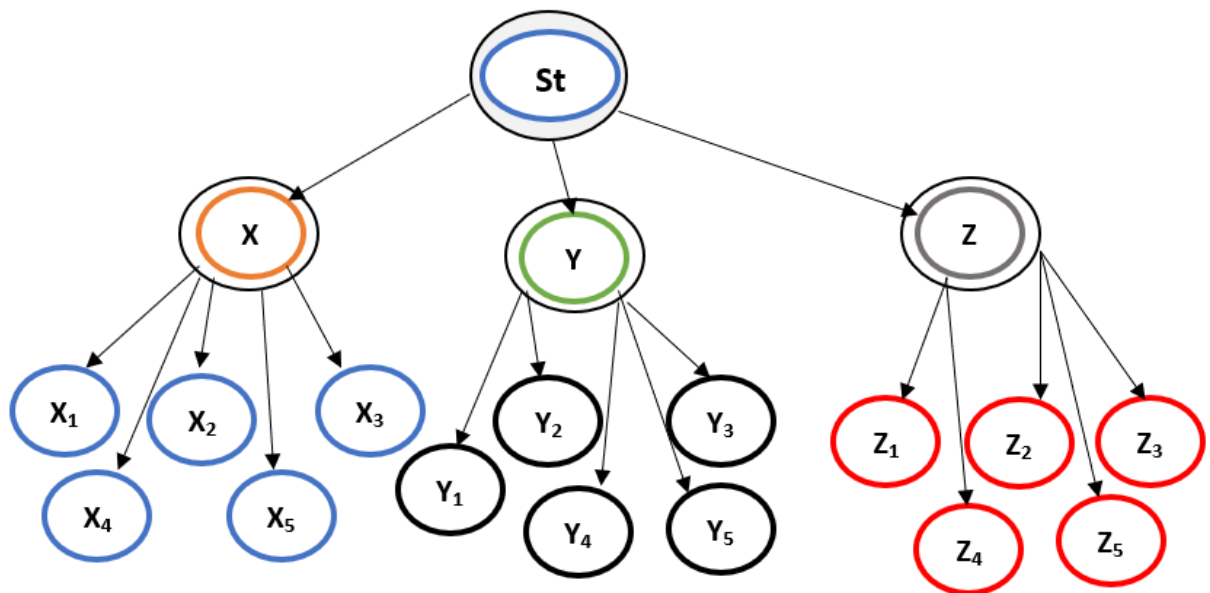 St
X
Y
Z
X₁
X₂
X₃
X₄
X₅
Y₁
Y₂
Y₃
Y₄
Y₅
Z₁
Z₂
Z₃
Z₄
Z₅